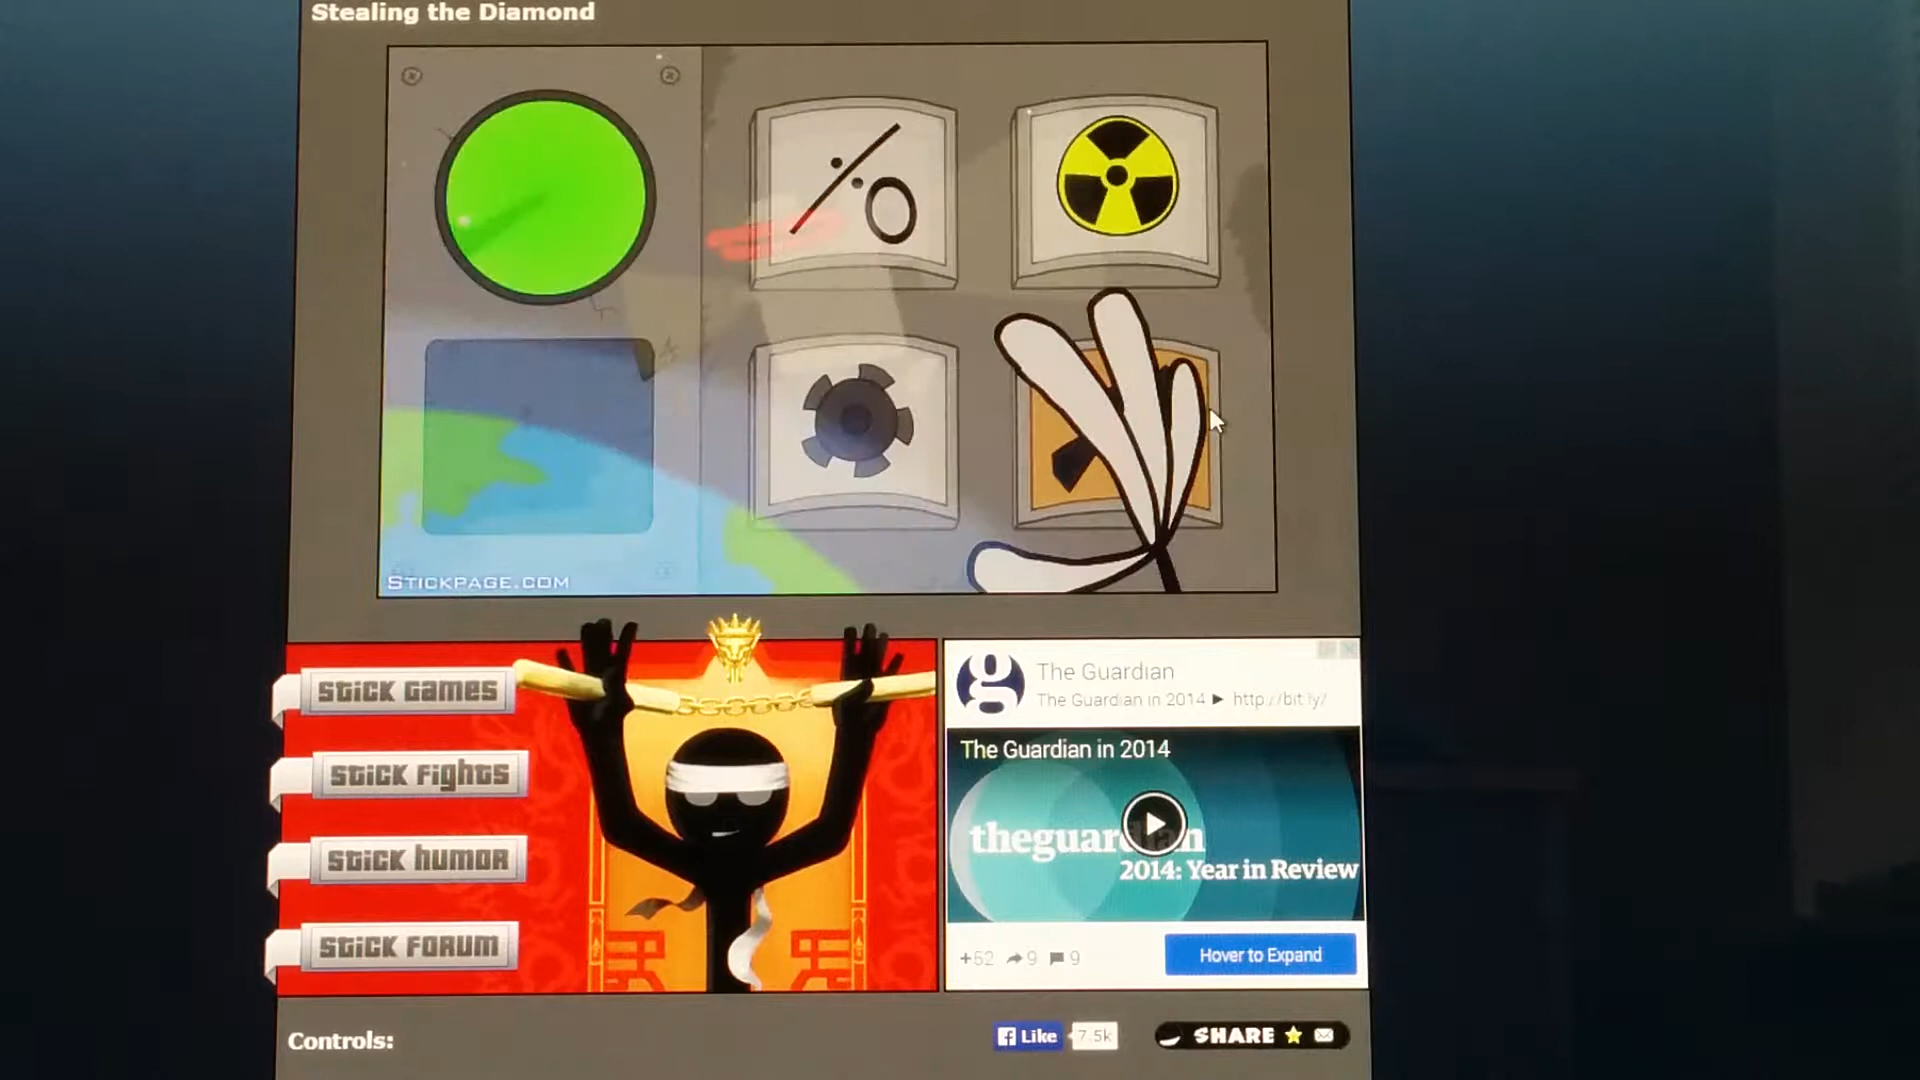 Stealing the Diamond
STICKPAGE.COM
STiCK GAMES
STiCK FiGHTS
STiCK HUMOR
STiCK FORUM
g
The Guardian
The Guardian in 2014 ► http://bit.ly/
The Guardian in 2014
theguardian
2014: Year in Review
+52 9 9
Hover to Expand
Controls:
f Like 7.5k
SHARE